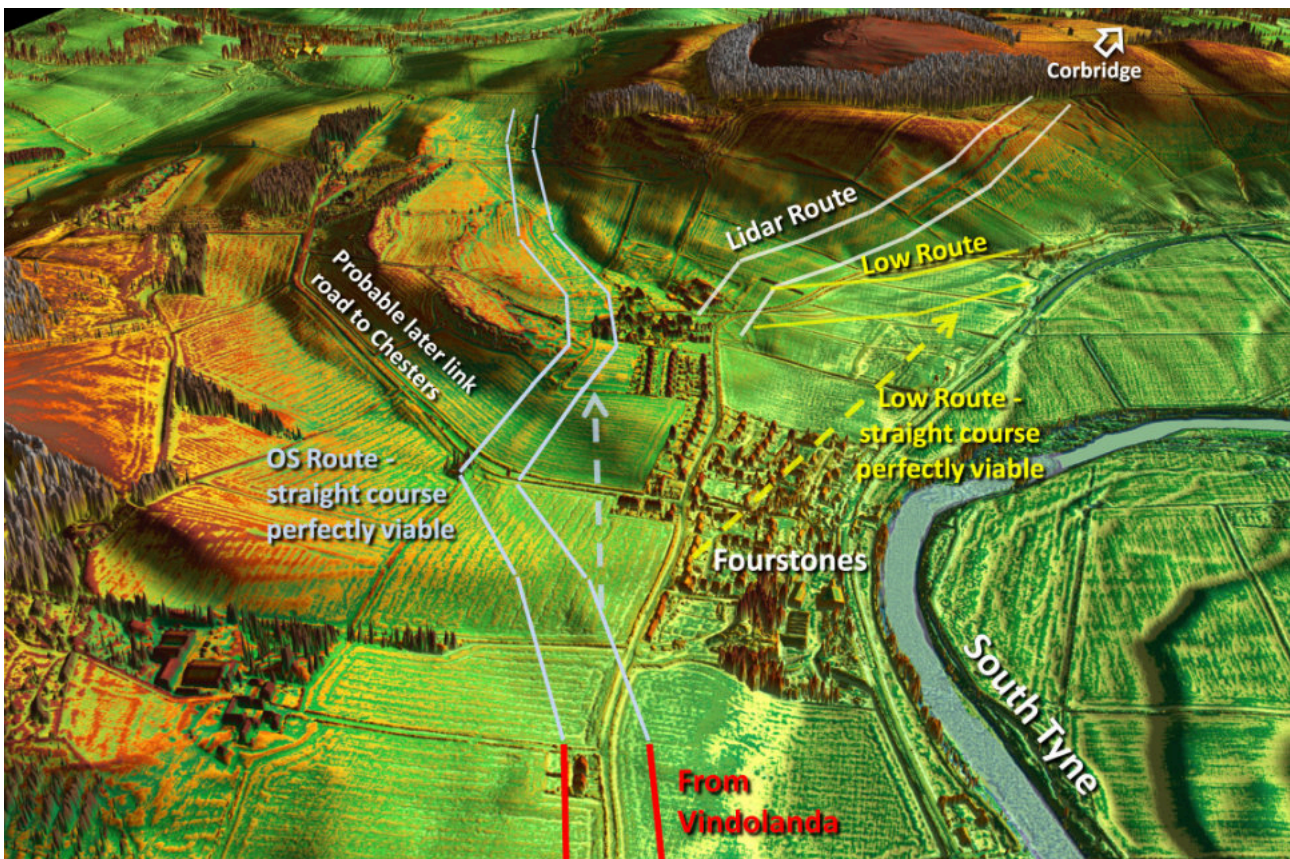 Corbridge
Lidar Route
Low Route
Probable later link
road to Chesters
Low Route -
straight course
perfectly viable
OS Route -
straight course
perfectly viable
Fourstones
South Tyne
From
Vindolanda